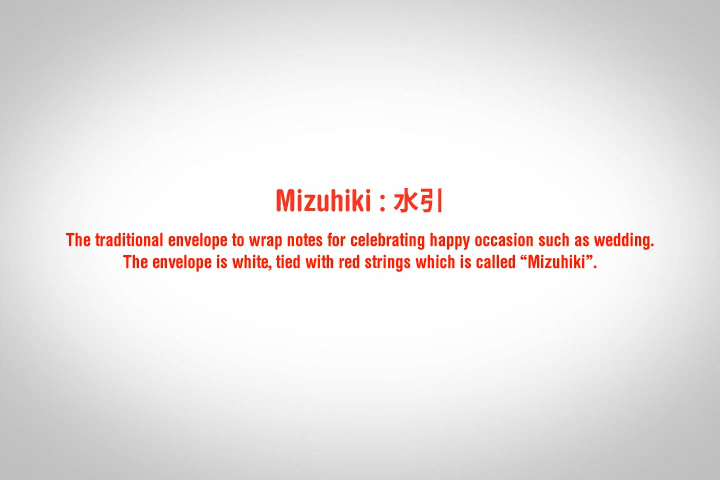 Mizuhiki : 水引
The traditional envelope to wrap notes for celebrating happy occasion such as wedding.
The envelope is white, tied with red strings which is called “Mizuhiki”.